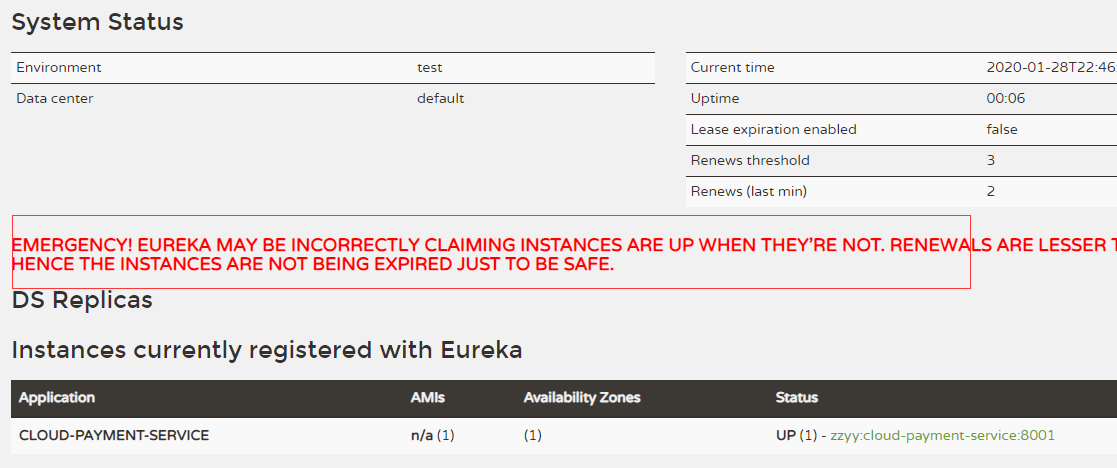 System Status
Environment test
Data center default
Current time 2020-01-28T22:46
Uptime 00:06
Lease expiration enabled false
Renews threshold 3
Renews (last min) 2
EMERGENCY! EUREKA MAY BE INCORRECTLY CLAIMING INSTANCES ARE UP WHEN THEY'RE NOT. RENEWALS ARE LESSER T
HENCE THE INSTANCES ARE NOT BEING EXPIRED JUST TO BE SAFE.
DS Replicas
Instances currently registered with Eureka
Application AMIs Availability Zones Status
CLOUD-PAYMENT-SERVICE n/a (1) (1) UP (1) - zzyy:cloud-payment-service:8001